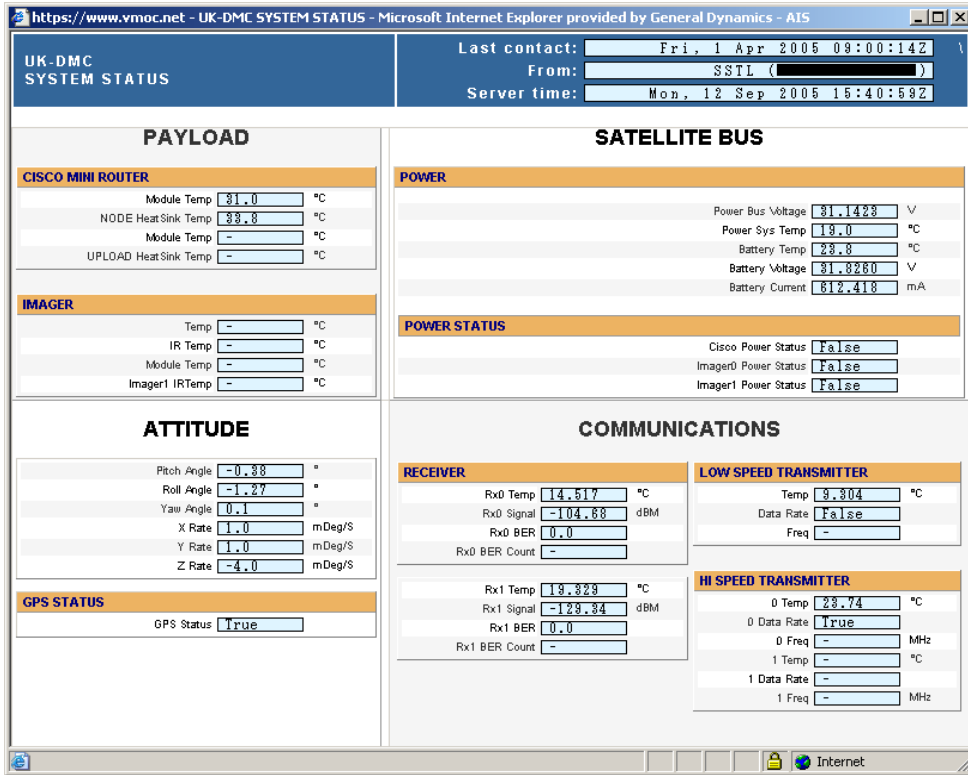 https://www.vmoc.net - UK-DMC SYSTEM STATUS - Microsoft Internet Explorer provided by General Dynamics - AIS
UK-DMC
SYSTEM STATUS
Last contact: Fri, 1 Apr 2005 09:00:14Z \
From: SSTL ( )
Server time: Mon, 12 Sep 2005 15:40:59Z
PAYLOAD
CISCO MINI ROUTER
Module Temp 31.0 °C
NODE HeatSink Temp 33.8 °C
Module Temp - °C
UPLOAD HeatSink Temp - °C
IMAGER
Temp - °C
IR Temp - °C
Module Temp - °C
Imager1 IRTemp - °C
SATELLITE BUS
POWER
Power Bus Voltage 31.1423 V
Power Sys Temp 19.0 °C
Battery Temp 23.8 °C
Battery Voltage 31.8260 V
Battery Current 612.418 mA
POWER STATUS
Cisco Power Status False
Imager0 Power Status False
Imager1 Power Status False
ATTITUDE
Pitch Angle -0.38 °
Roll Angle -1.27 °
Yaw Angle 0.1 °
X Rate 1.0 mDeg/S
Y Rate 1.0 mDeg/S
Z Rate -4.0 mDeg/S
GPS STATUS
GPS Status True
COMMUNICATIONS
RECEIVER
Rx0 Temp 14.517 °C
Rx0 Signal -104.68 dBM
Rx0 BER 0.0
Rx0 BER Count -
Rx1 Temp 19.329 °C
Rx1 Signal -129.34 dBM
Rx1 BER 0.0
Rx1 BER Count -
LOW SPEED TRANSMITTER
Temp 9.304 °C
Data Rate False
Freq -
HI SPEED TRANSMITTER
0 Temp 23.74 °C
0 Data Rate True
0 Freq - MHz
1 Temp - °C
1 Data Rate -
1 Freq - MHz
Internet